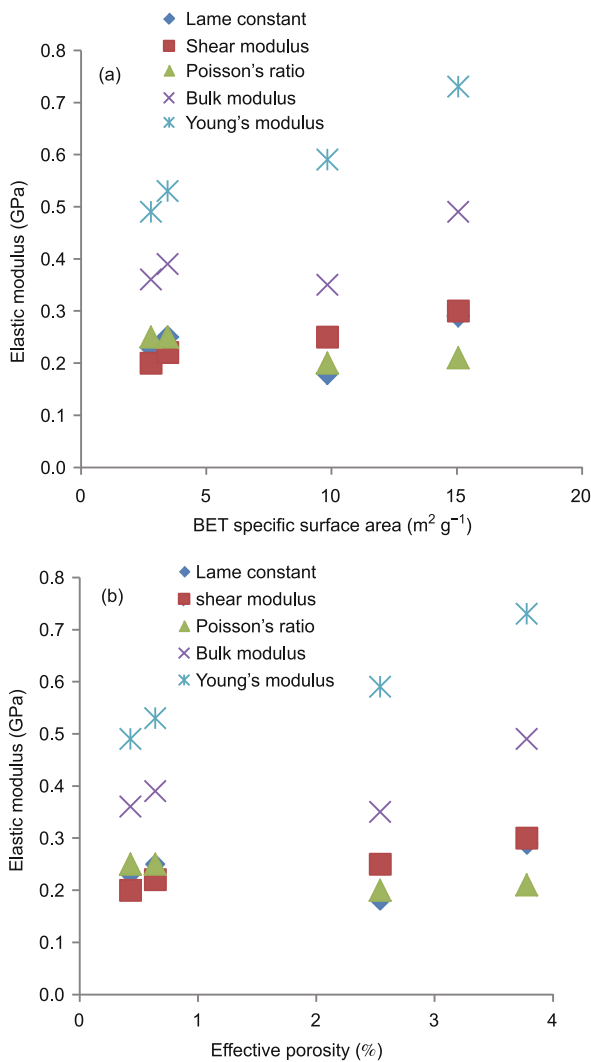 Lame constant
Shear modulus
Poisson's ratio
Bulk modulus
Young's modulus
(a)
0.8
0.7
0.6
0.5
0.4
0.3
0.2
0.1
0.0
Elastic modulus (GPa)
0 5 10 15 20
BET specific surface area (m² g⁻¹)
Lame constant
shear modulus
Poisson's ratio
Bulk modulus
Young's modulus
(b)
0.8
0.7
0.6
0.5
0.4
0.3
0.2
0.1
0.0
Elastic modulus (GPa)
0 1 2 3 4
Effective porosity (%)